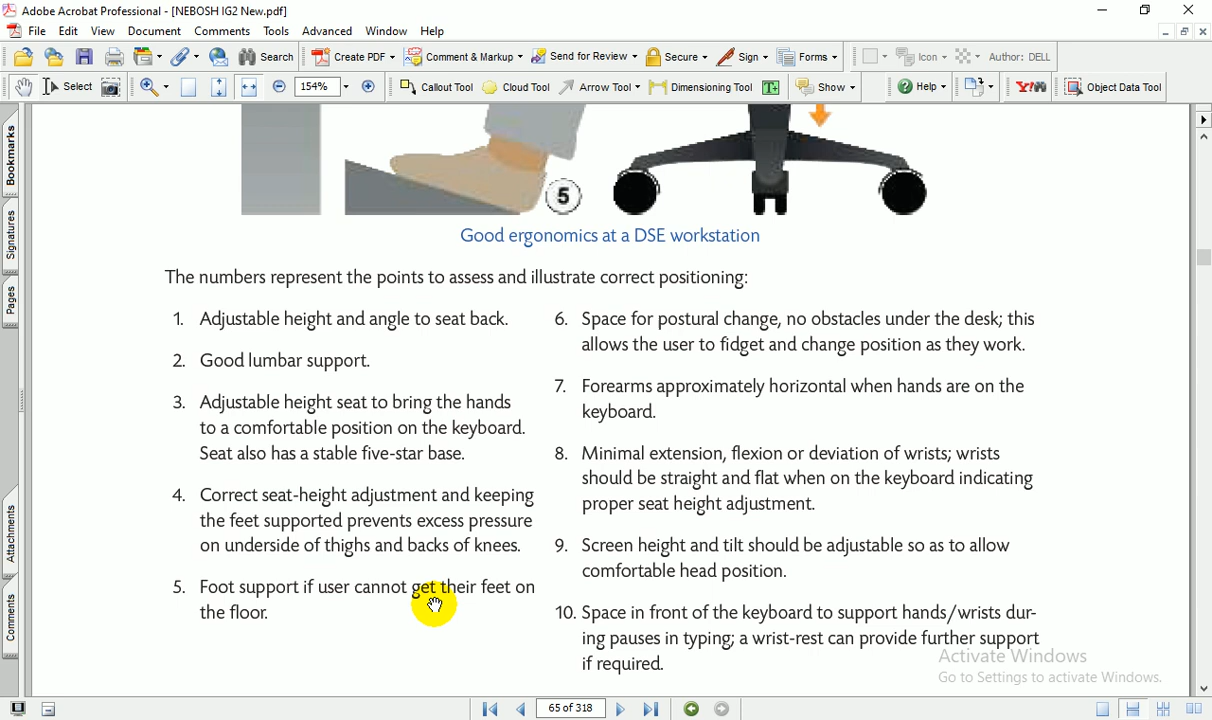 Adobe Acrobat Professional - [NEBOSH IG2 New.pdf]
File Edit View Document Comments Tools Advanced Window Help
Search Create PDF Comment & Markup Send for Review Secure Sign Forms Icon Author: DELL
Select 154% Callout Tool Cloud Tool Arrow Tool Dimensioning Tool T Show Help Y! Object Data Tool
Bookmarks
Signatures
Pages
Attachments
Comments
5
Good ergonomics at a DSE workstation
The numbers represent the points to assess and illustrate correct positioning:
1. Adjustable height and angle to seat back.
2. Good lumbar support.
3. Adjustable height seat to bring the hands
to a comfortable position on the keyboard.
Seat also has a stable five-star base.
4. Correct seat-height adjustment and keeping
the feet supported prevents excess pressure
on underside of thighs and backs of knees.
5. Foot support if user cannot get their feet on
the floor.
6. Space for postural change, no obstacles under the desk; this
allows the user to fidget and change position as they work.
7. Forearms approximately horizontal when hands are on the
keyboard.
8. Minimal extension, flexion or deviation of wrists; wrists
should be straight and flat when on the keyboard indicating
proper seat height adjustment.
9. Screen height and tilt should be adjustable so as to allow
comfortable head position.
10. Space in front of the keyboard to support hands/wrists dur-
ing pauses in typing; a wrist-rest can provide further support
if required.
Activate Windows
Go to Settings to activate Windows.
65 of 318